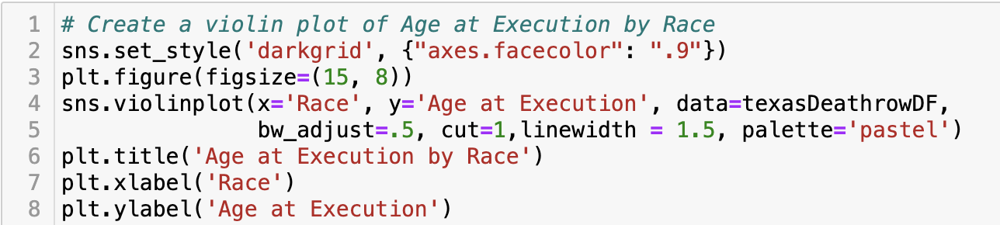 1 # Create a violin plot of Age at Execution by Race
2 sns.set_style('darkgrid', {"axes.facecolor": ".9"})
3 plt.figure(figsize=(15, 8))
4 sns.violinplot(x='Race', y='Age at Execution', data=texasDeathrowDF,
5                bw_adjust=.5, cut=1,linewidth = 1.5, palette='pastel')
6 plt.title('Age at Execution by Race')
7 plt.xlabel('Race')
8 plt.ylabel('Age at Execution')